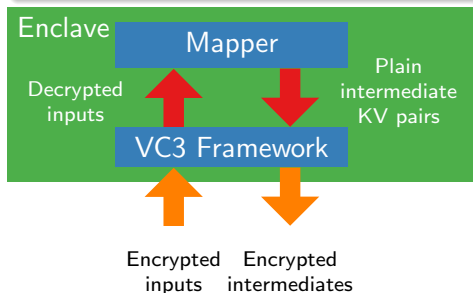 Enclave
Mapper
Decrypted
inputs
Plain
intermediate
KV pairs
VC3 Framework
Encrypted
inputs
Encrypted
intermediates